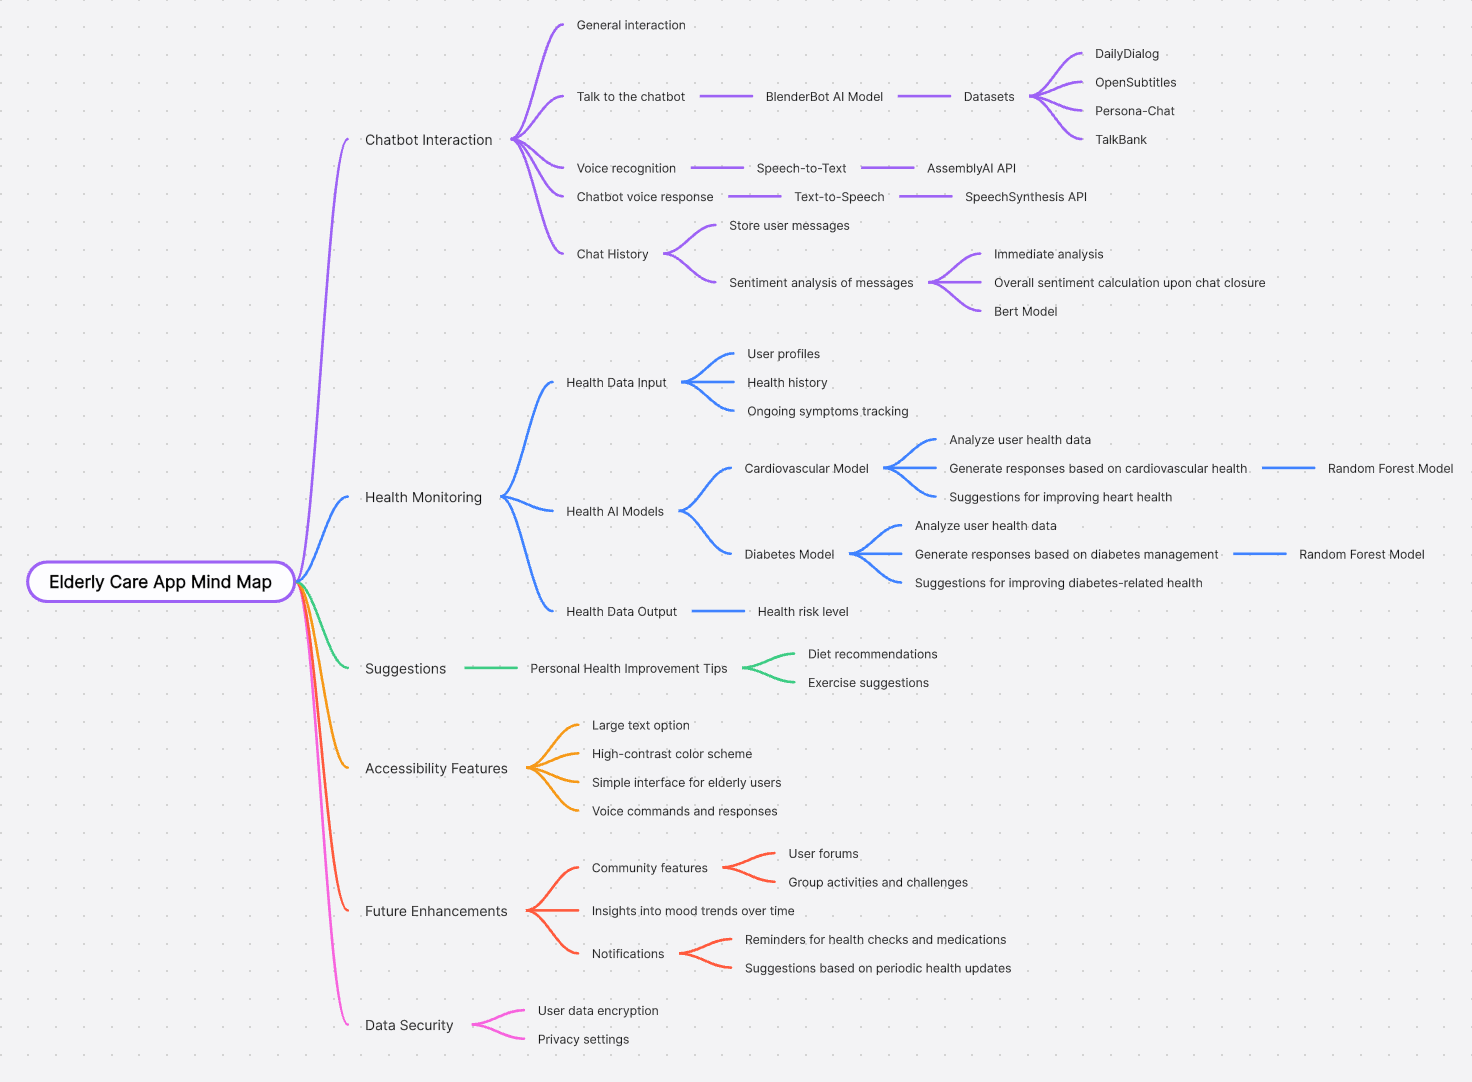 Elderly Care App Mind Map
Chatbot Interaction
General interaction
Talk to the chatbot
BlenderBot AI Model
Datasets
DailyDialog
OpenSubtitles
Persona-Chat
TalkBank
Voice recognition
Speech-to-Text
AssemblyAI API
Chatbot voice response
Text-to-Speech
SpeechSynthesis API
Chat History
Store user messages
Sentiment analysis of messages
Immediate analysis
Overall sentiment calculation upon chat closure
Bert Model
Health Monitoring
Health Data Input
User profiles
Health history
Ongoing symptoms tracking
Health AI Models
Cardiovascular Model
Analyze user health data
Generate responses based on cardiovascular health
Random Forest Model
Suggestions for improving heart health
Diabetes Model
Analyze user health data
Generate responses based on diabetes management
Random Forest Model
Suggestions for improving diabetes-related health
Health Data Output
Health risk level
Suggestions
Personal Health Improvement Tips
Diet recommendations
Exercise suggestions
Accessibility Features
Large text option
High-contrast color scheme
Simple interface for elderly users
Voice commands and responses
Future Enhancements
Community features
User forums
Group activities and challenges
Insights into mood trends over time
Notifications
Reminders for health checks and medications
Suggestions based on periodic health updates
Data Security
User data encryption
Privacy settings